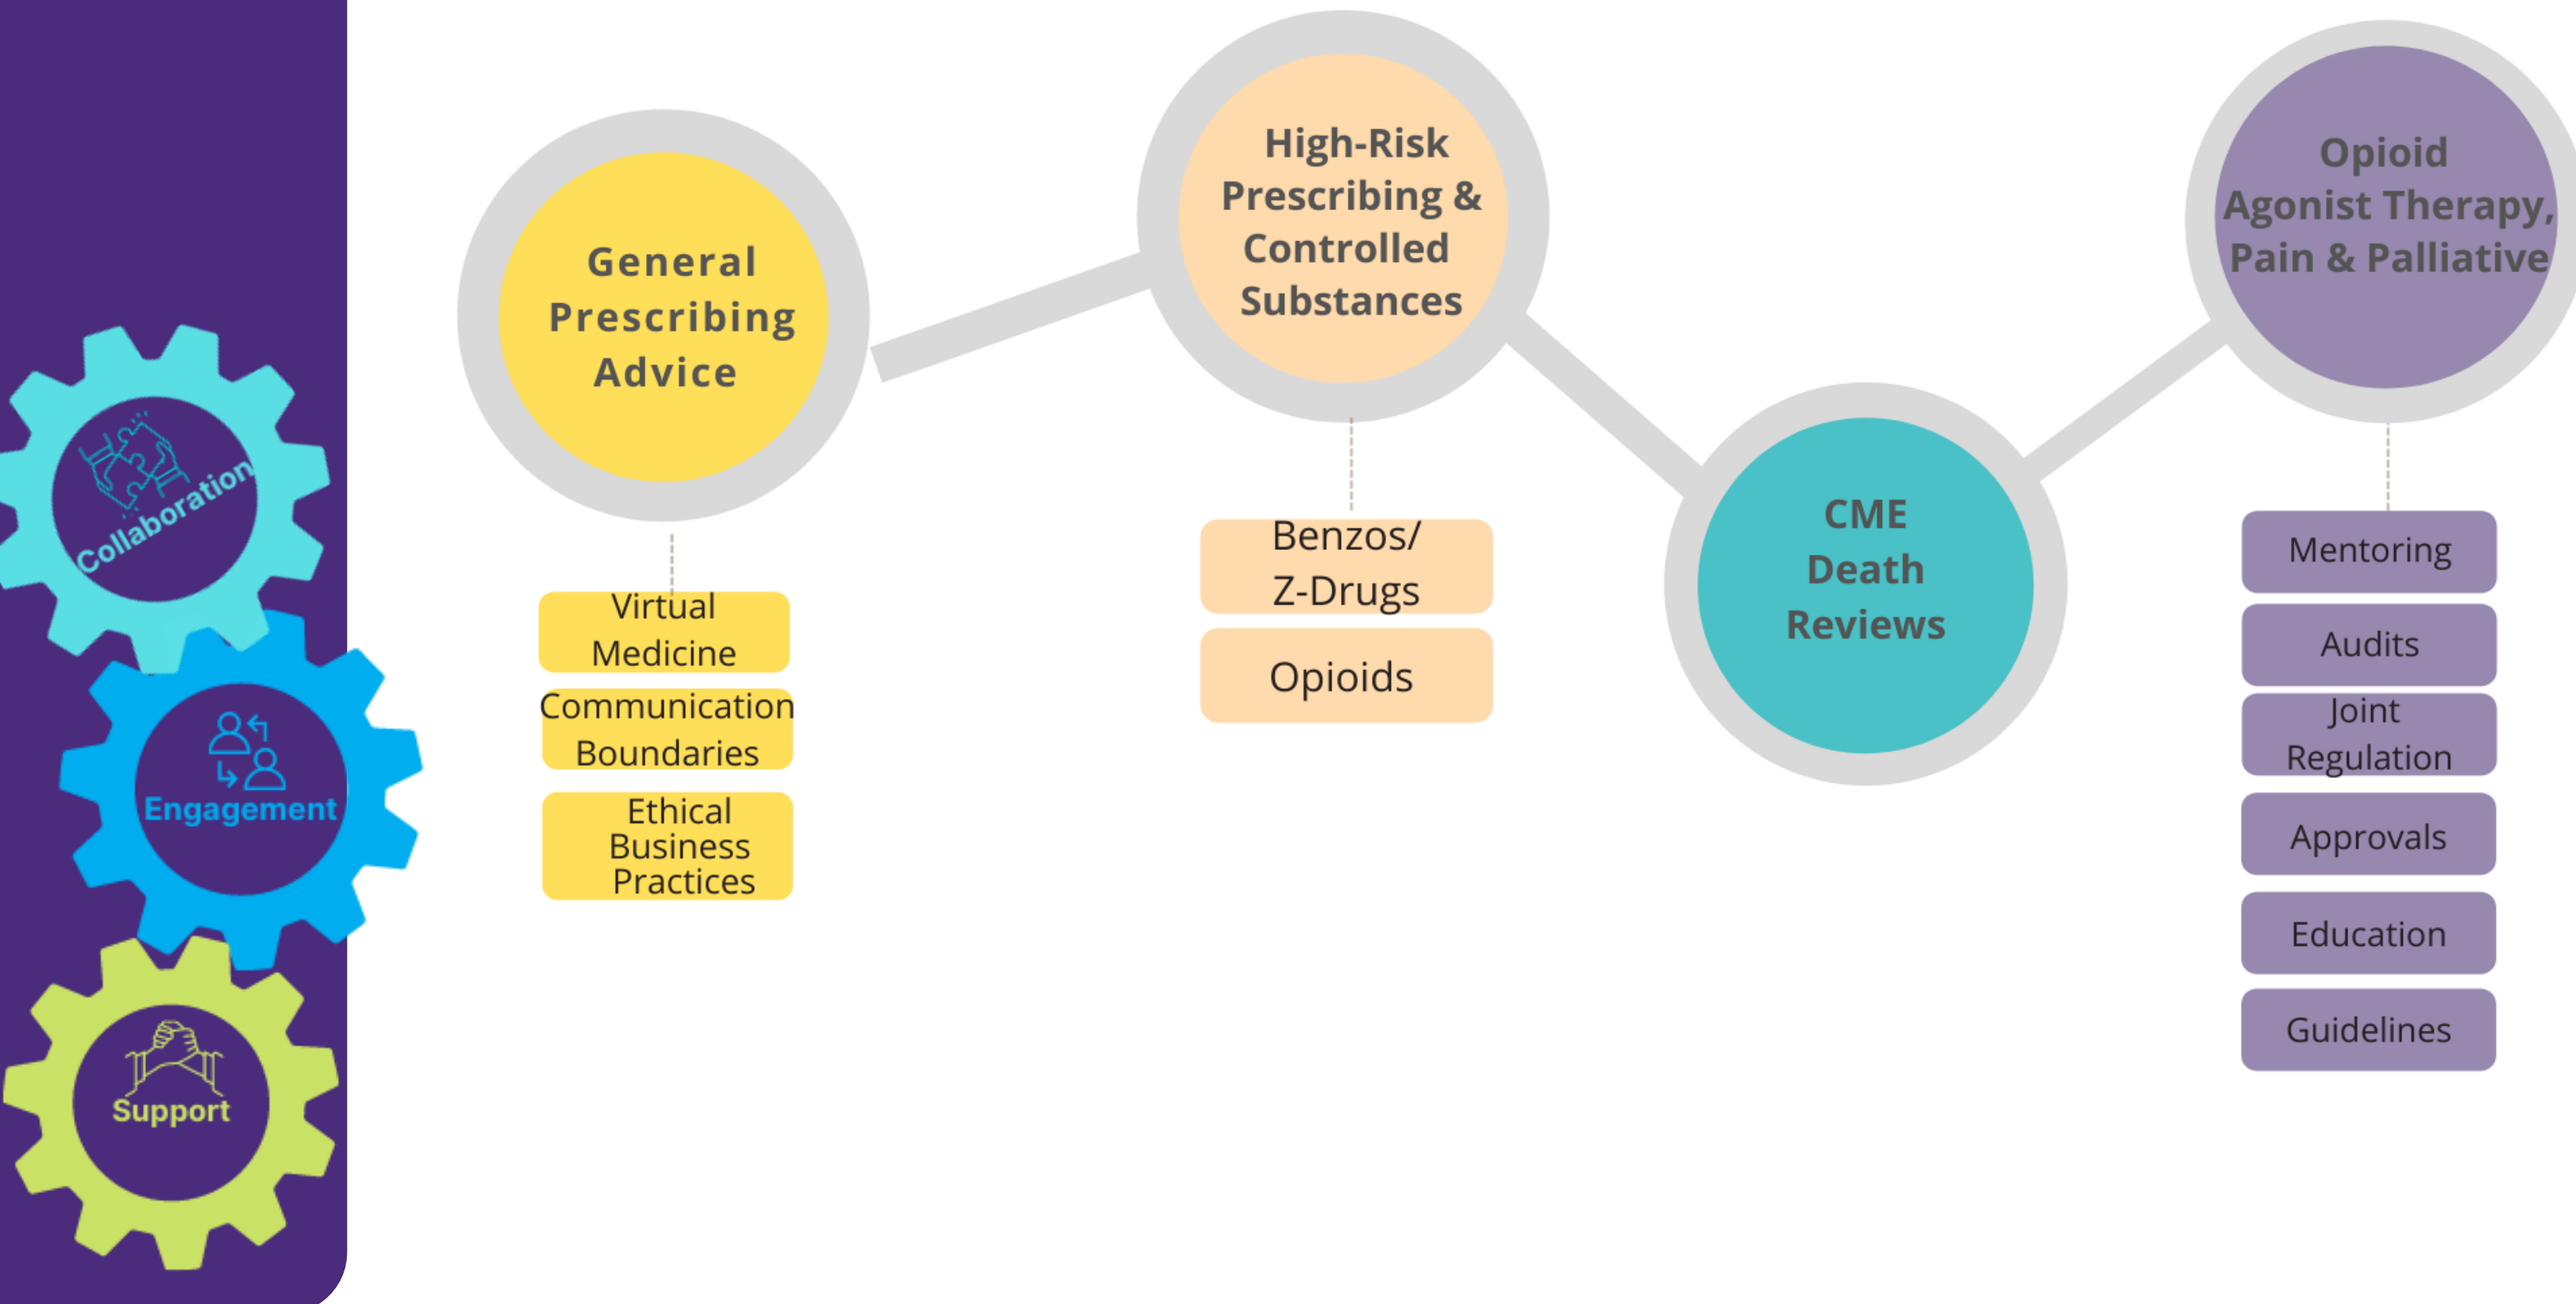 Collaboration
Engagement
Support
General
Prescribing
Advice
Virtual
Medicine
Communication
Boundaries
Ethical
Business
Practices
High-Risk
Prescribing &
Controlled
Substances
Benzos/
Z-Drugs
Opioids
CME
Death
Reviews
Opioid
Agonist Therapy,
Pain & Palliative
Mentoring
Audits
Joint
Regulation
Approvals
Education
Guidelines